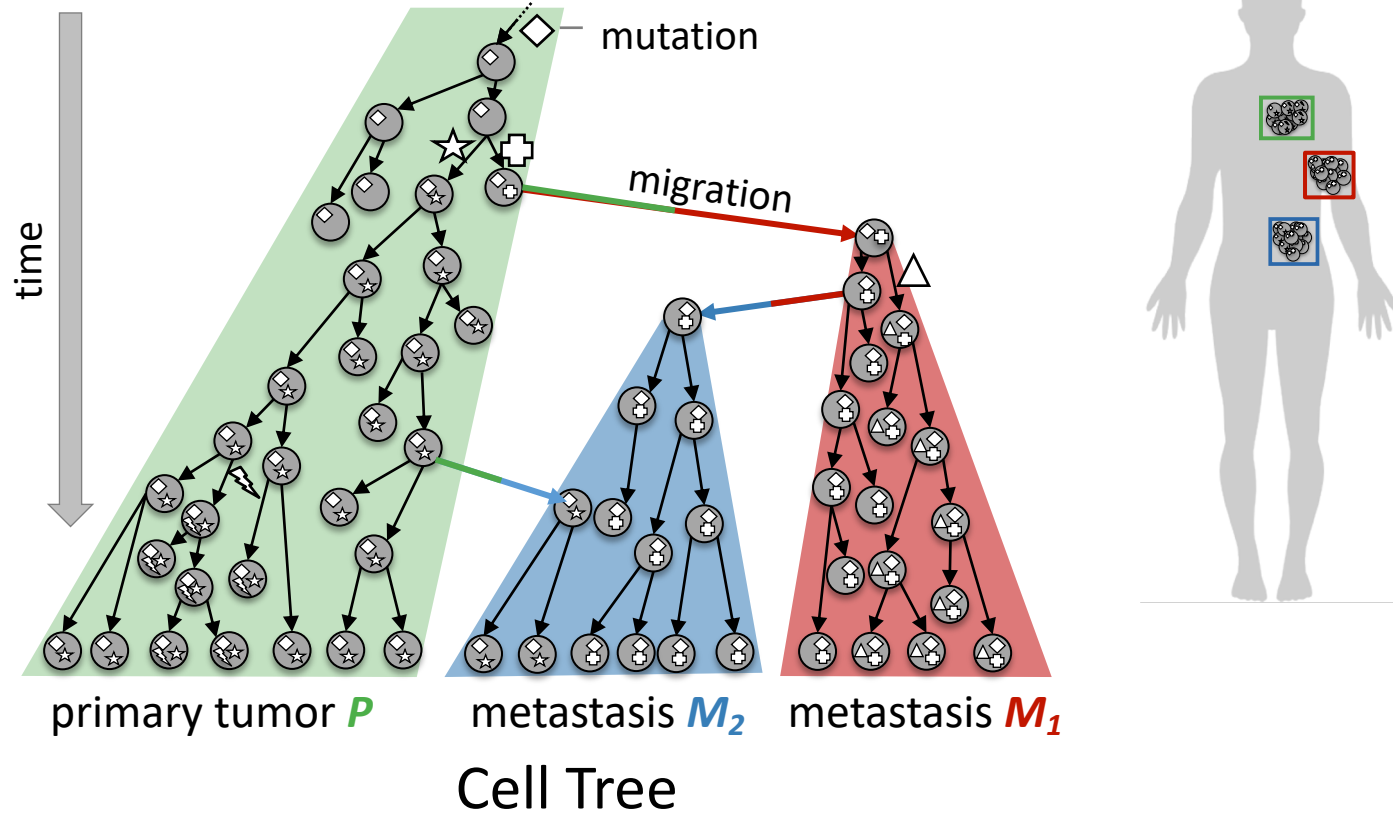 mutation
migration
time
primary tumor P
metastasis M₂
metastasis M₁
Cell Tree